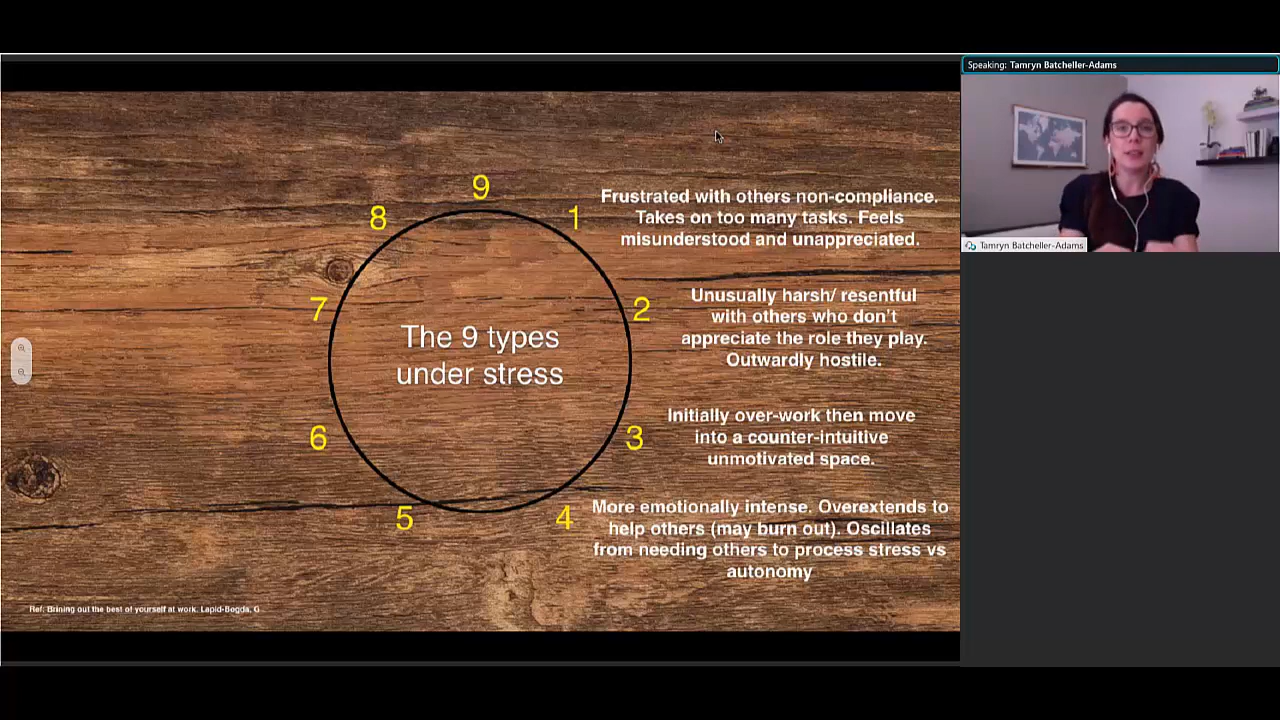 Speaking: Tamryn Batcheller-Adams
Tamryn Batcheller-Adams
9
8
1
7
2
6
3
5
4
The 9 types
under stress
Frustrated with others non-compliance.
Takes on too many tasks. Feels
misunderstood and unappreciated.
Unusually harsh/ resentful
with others who don't
appreciate the role they play.
Outwardly hostile.
Initially over-work then move
into a counter-intuitive
unmotivated space.
More emotionally intense. Overextends to
help others (may burn out). Oscillates
from needing others to process stress vs
autonomy
Ref: Brining out the best of yourself at work. Lapid-Bogda, G